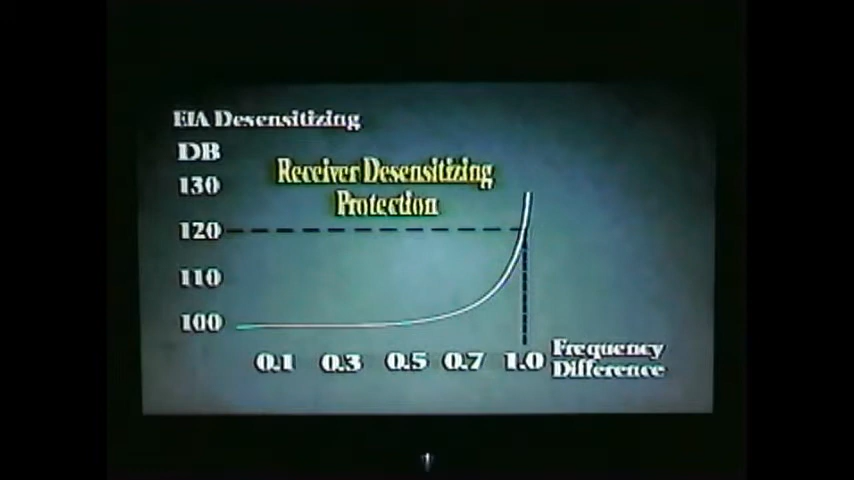 EIA Desensitizing
DB
Receiver Desensitizing
Protection
130
120
110
100
0.1 0.3 0.5 0.7 1.0
Frequency
Difference